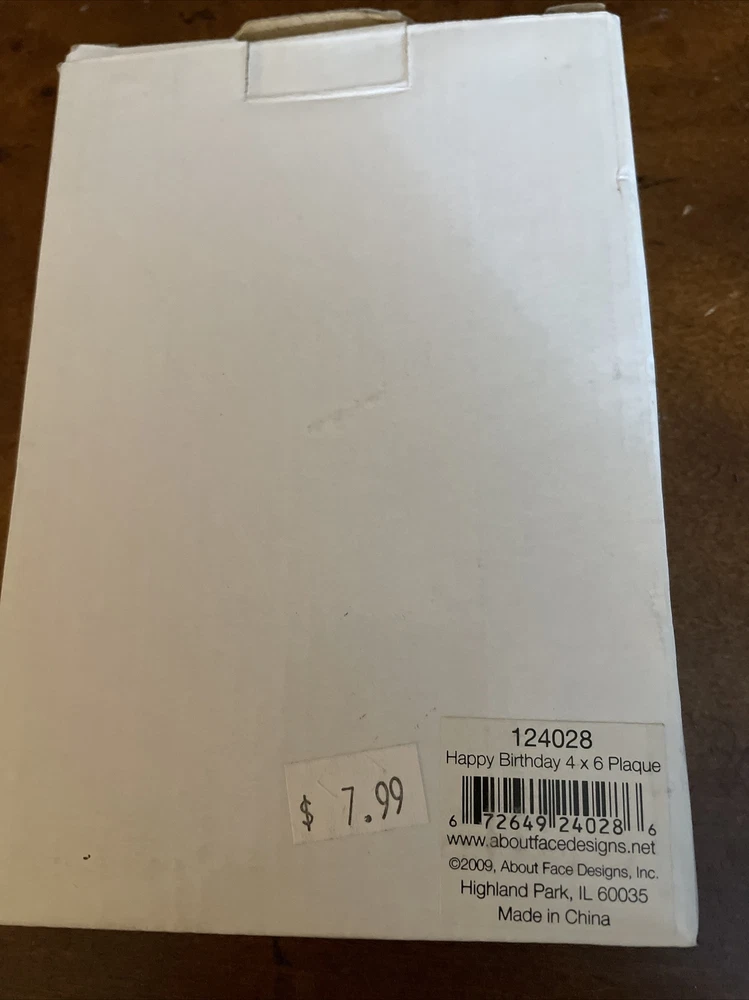 $ 7.99
124028
Happy Birthday 4 x 6 Plaque
6 72649 24028 6
www.aboutfacedesigns.net
©2009, About Face Designs, Inc.
Highland Park, IL 60035
Made in China